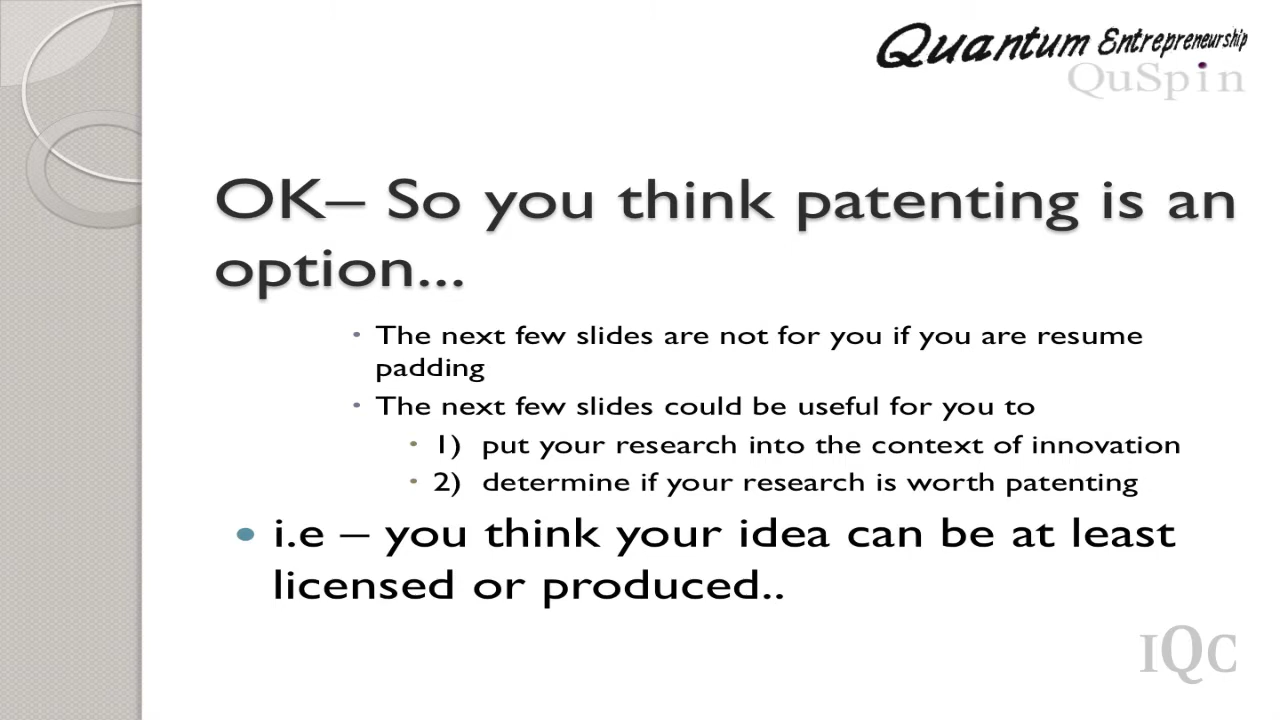 Quantum Entrepreneurship
QuSpin
OK– So you think patenting is an
option...
• The next few slides are not for you if you are resume
padding
• The next few slides could be useful for you to
• 1) put your research into the context of innovation
• 2) determine if your research is worth patenting
• i.e – you think your idea can be at least
licensed or produced..
IQC